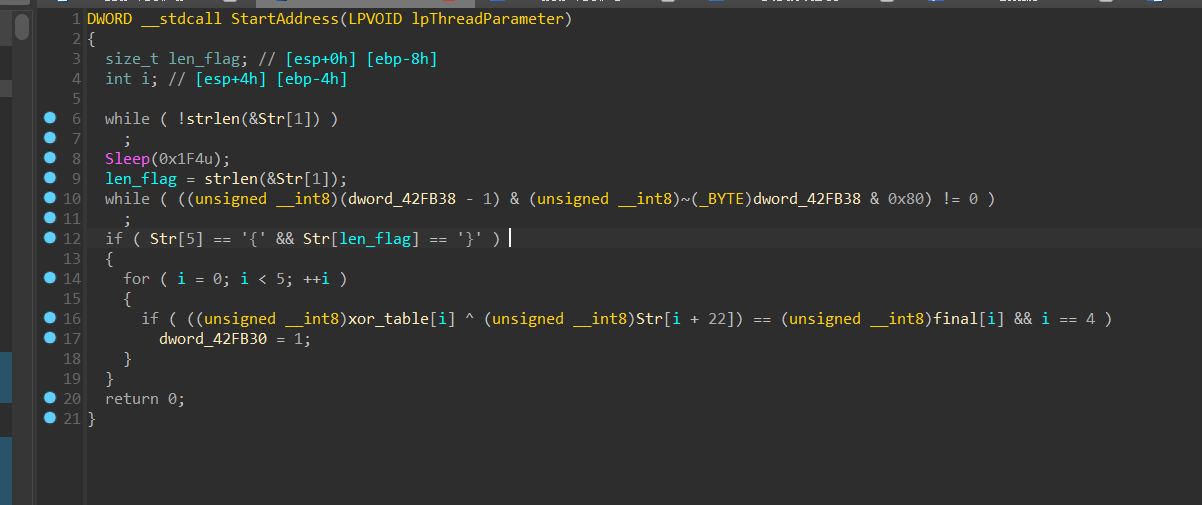 1 DWORD __stdcall StartAddress(LPVOID lpThreadParameter)
2 {
3   size_t len_flag; // [esp+0h] [ebp-8h]
4   int i; // [esp+4h] [ebp-4h]
5
6   while ( !strlen(&Str[1]) )
7     ;
8   Sleep(0x1F4u);
9   len_flag = strlen(&Str[1]);
10   while ( ((unsigned __int8)(dword_42FB38 - 1) & (unsigned __int8)~(_BYTE)dword_42FB38 & 0x80) != 0 )
11     ;
12   if ( Str[5] == '{' && Str[len_flag] == '}' )
13   {
14     for ( i = 0; i < 5; ++i )
15     {
16       if ( ((unsigned __int8)xor_table[i] ^ (unsigned __int8)Str[i + 22]) == (unsigned __int8)final[i] && i == 4 )
17         dword_42FB30 = 1;
18     }
19   }
20   return 0;
21 }